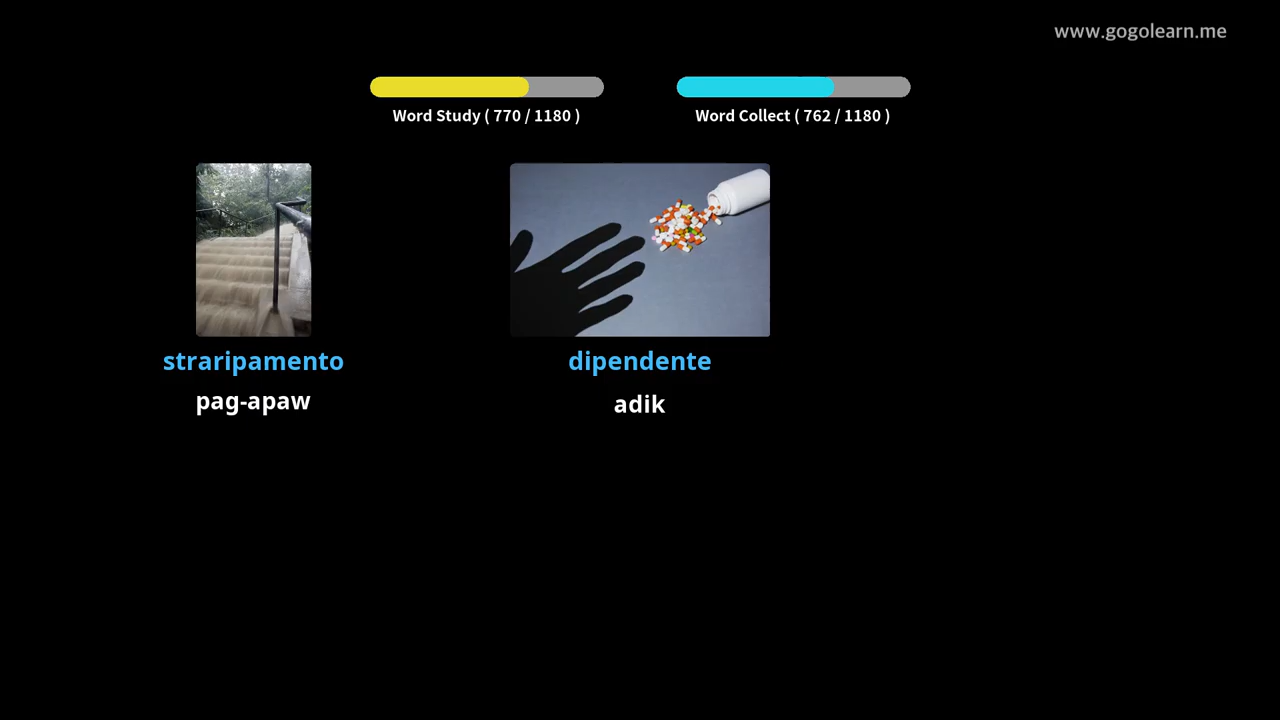 www.gogolearn.me
Word Study ( 770 / 1180 )
Word Collect ( 762 / 1180 )
straripamento
dipendente
pag-apaw
adik